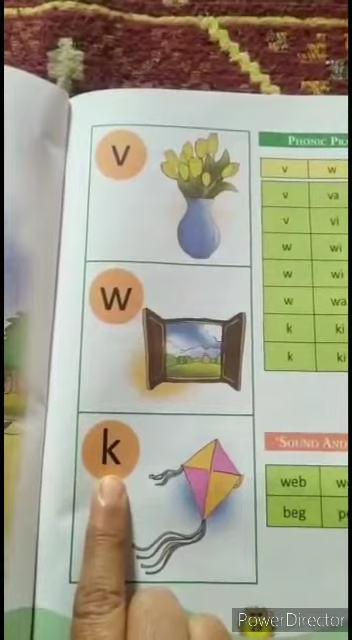 v
w
k
PHONIC PRA
v w
v va
v vi
w wi
w wi
w wa
k ki
k ki
"SOUND AND
web w
beg p
PowerDirector